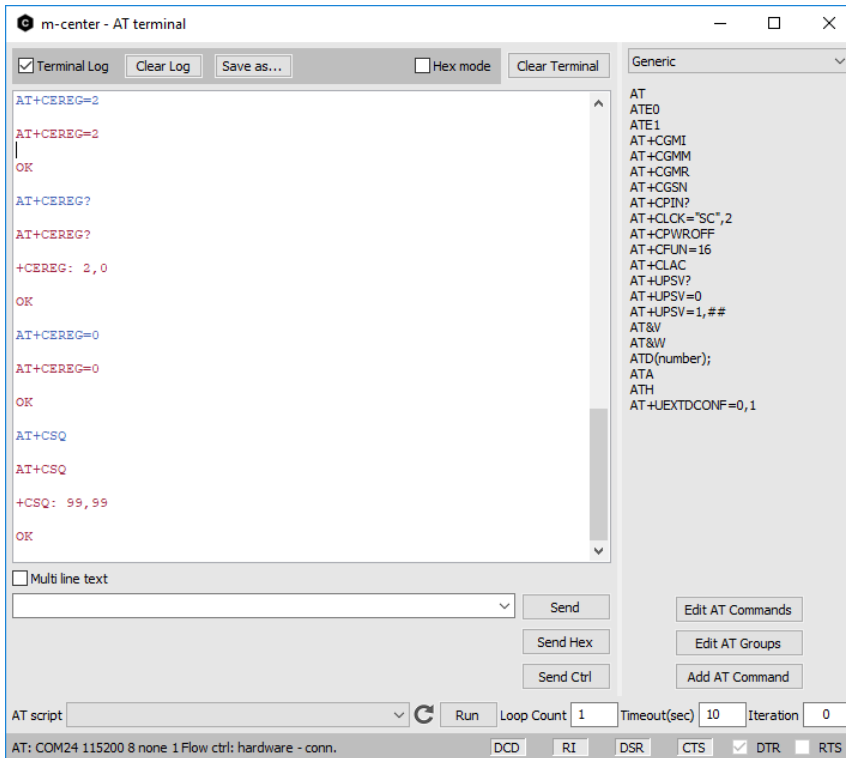 m-center - AT terminal
Terminal Log Clear Log Save as... Hex mode Clear Terminal Generic
AT+CEREG=2
AT+CEREG=2
OK
AT+CEREG?
AT+CEREG?
+CEREG: 2,0
OK
AT+CEREG=0
AT+CEREG=0
OK
AT+CSQ
AT+CSQ
+CSQ: 99,99
OK
AT
ATE0
ATE1
AT+CGMI
AT+CGMM
AT+CGMR
AT+CGSN
AT+CPIN?
AT+CLCK="SC",2
AT+CPWROFF
AT+CFUN=16
AT+CLAC
AT+UPSV?
AT+UPSV=0
AT+UPSV=1,##
AT&V
AT&W
ATD(number);
ATA
ATH
AT+UEXTDCONF=0,1
Multi line text
Send Edit AT Commands
Send Hex Edit AT Groups
Send Ctrl Add AT Command
AT script Run Loop Count 1 Timeout(sec) 10 Iteration 0
AT: COM24 115200 8 none 1 Flow ctrl: hardware - conn. DCD RI DSR CTS DTR RTS